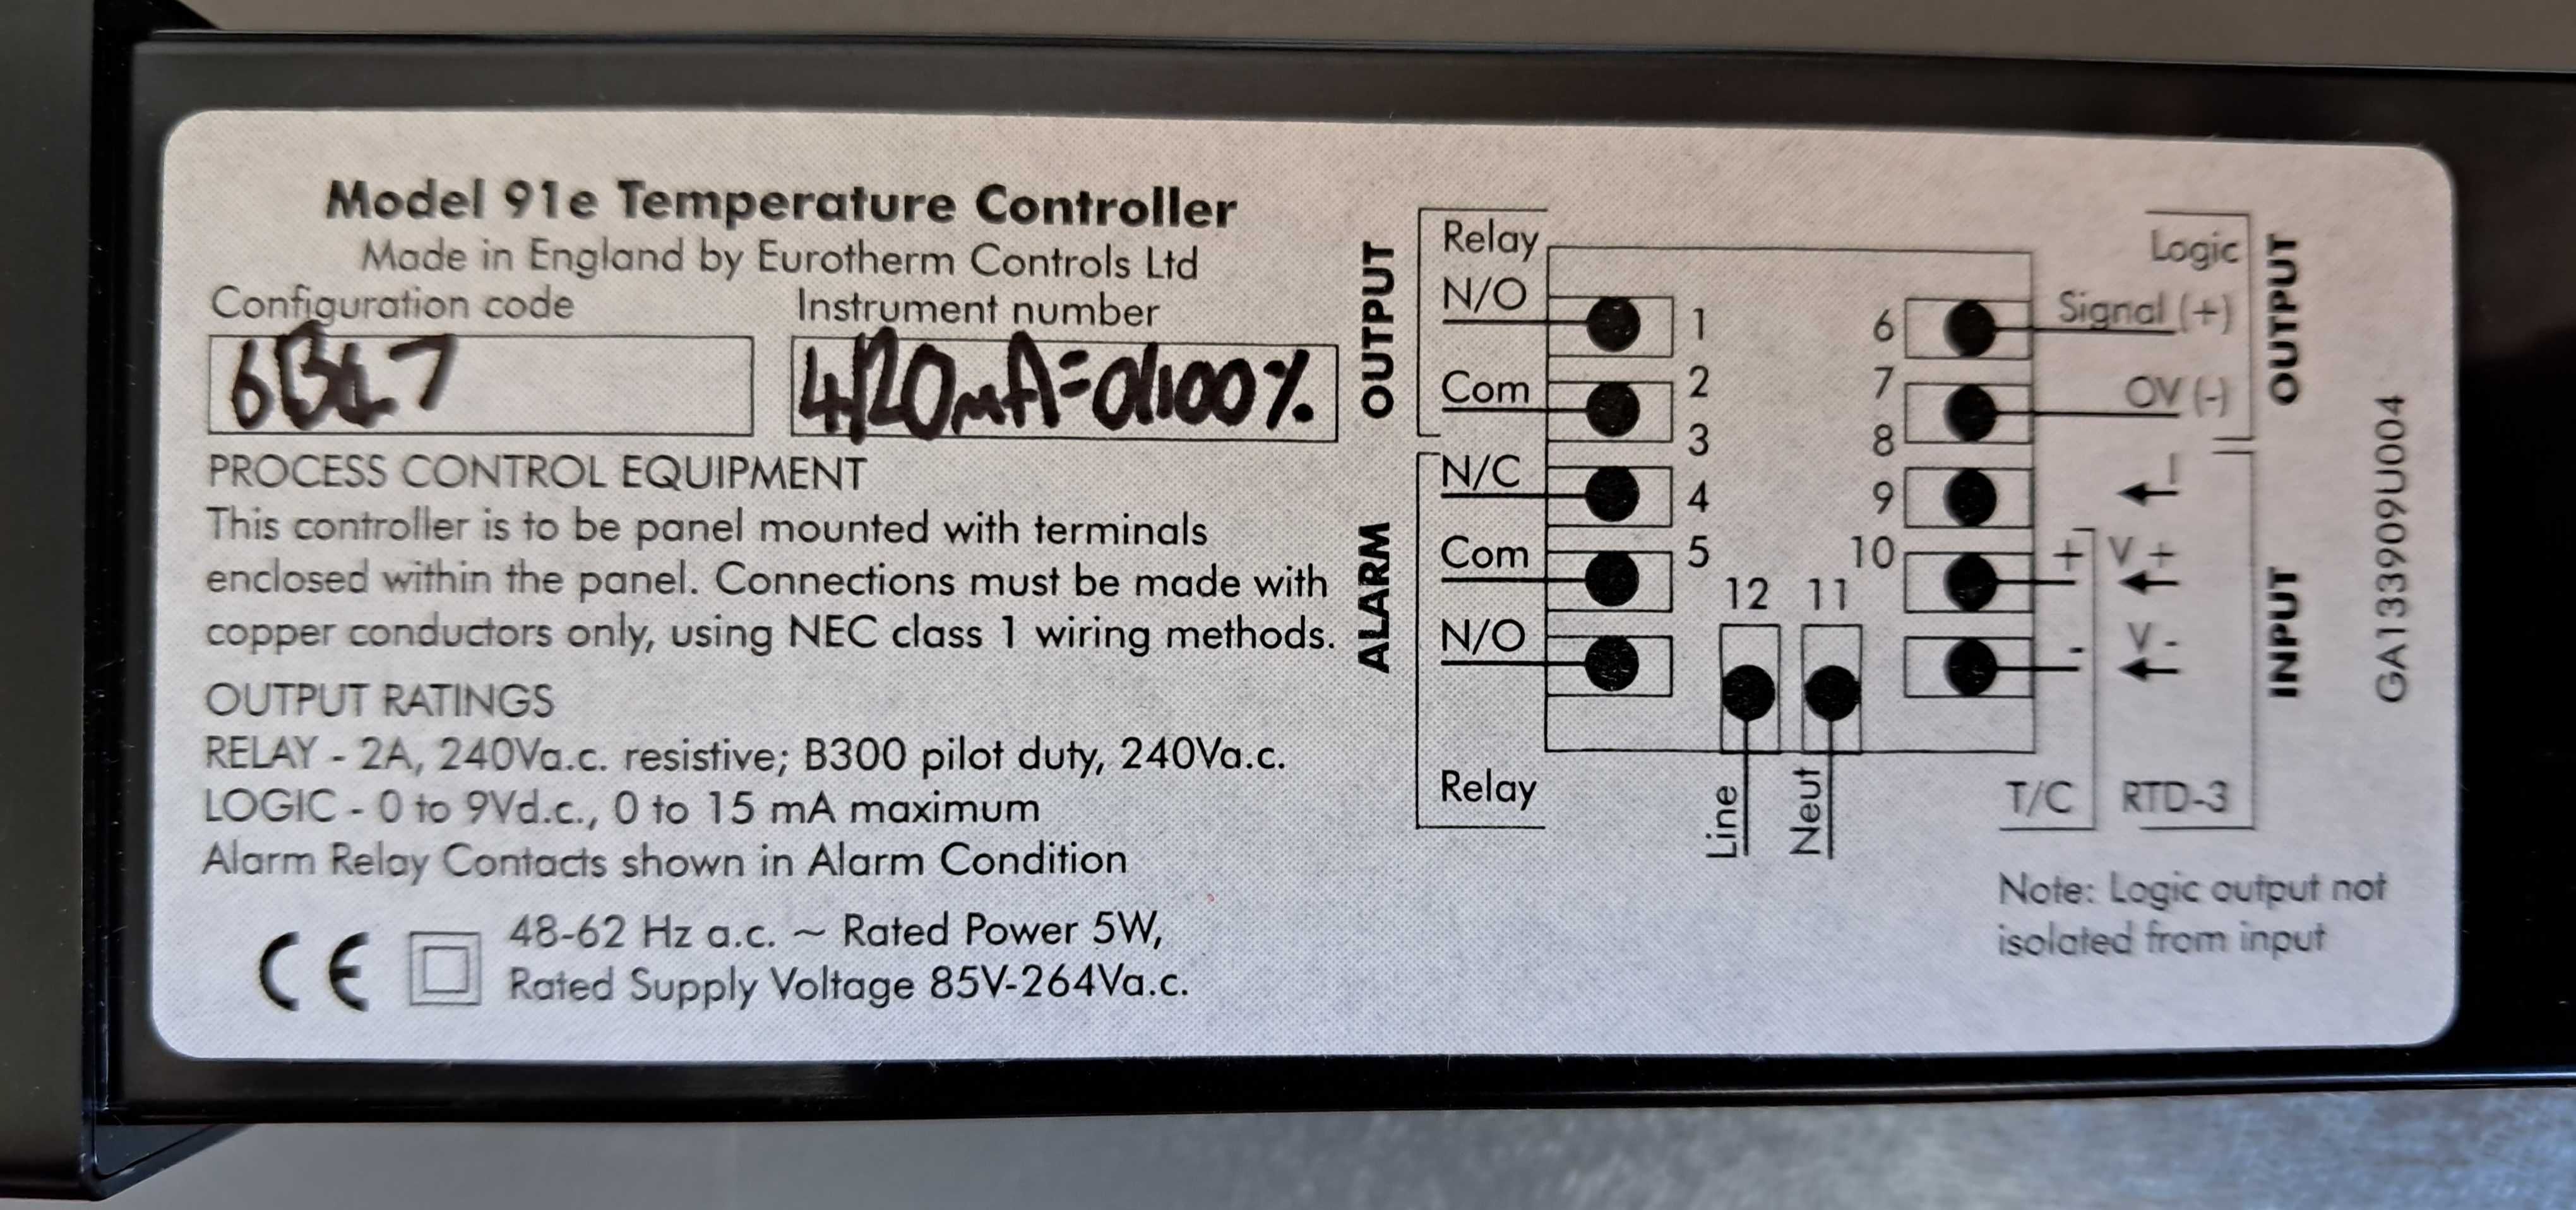 Model 91e Temperature Controller
Made in England by Eurotherm Controls Ltd
Configuration code
Instrument number
4/20mA=0/100%
PROCESS CONTROL EQUIPMENT
This controller is to be panel mounted with terminals
enclosed within the panel. Connections must be made with
copper conductors only, using NEC class 1 wiring methods.
OUTPUT RATINGS
RELAY - 2A, 240Va.c. resistive; B300 pilot duty, 240Va.c.
LOGIC - 0 to 9Vd.c., 0 to 15 mA maximum
Alarm Relay Contacts shown in Alarm Condition
CE
48-62 Hz a.c. ~ Rated Power 5W,
Rated Supply Voltage 85V-264Va.c.
OUTPUT
Relay
N/O
Com
ALARM
N/C
Com
N/O
Relay
1
2
3
4
5
12 11
Line
Neut
6
7
8
9
10
Logic
Signal (+)
0V (-)
OUTPUT
I
+ V +
- V -
T/C RTD-3
INPUT
Note: Logic output not
isolated from input
GA133909U004